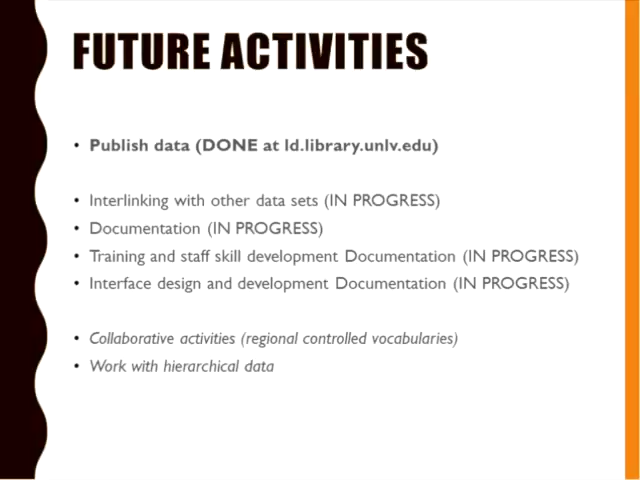 FUTURE ACTIVITIES
• Publish data (DONE at ld.library.unlv.edu)
• Interlinking with other data sets (IN PROGRESS)
• Documentation (IN PROGRESS)
• Training and staff skill development Documentation (IN PROGRESS)
• Interface design and development Documentation (IN PROGRESS)
• Collaborative activities (regional controlled vocabularies)
• Work with hierarchical data